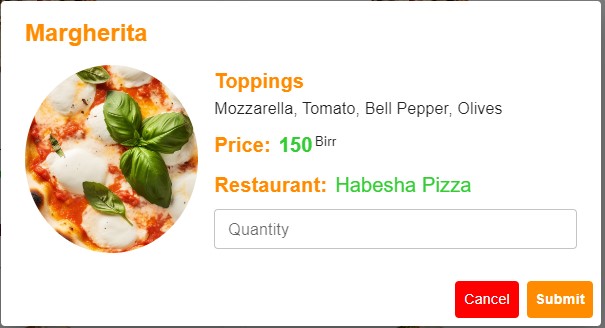 Margherita
Toppings
Mozzarella, Tomato, Bell Pepper, Olives
Price: 150 Birr
Restaurant: Habesha Pizza
Quantity
Cancel Submit